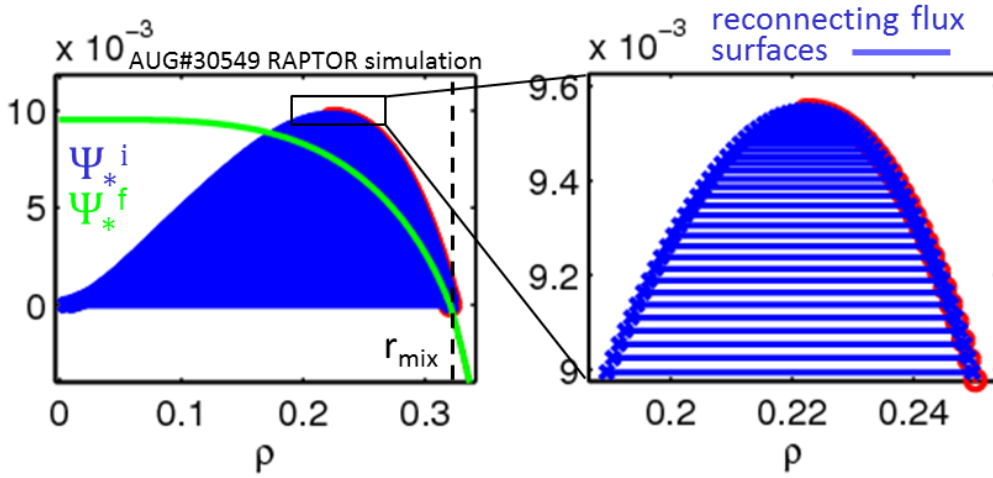 x 10⁻³
AUG#30549 RAPTOR simulation
10
5
0
Ψ*ⁱ
Ψ*ᶠ
r_mix
0 0.1 0.2 0.3
ρ
reconnecting flux
surfaces
x 10⁻³
9.6
9.4
9.2
9
0.2 0.22 0.24
ρ